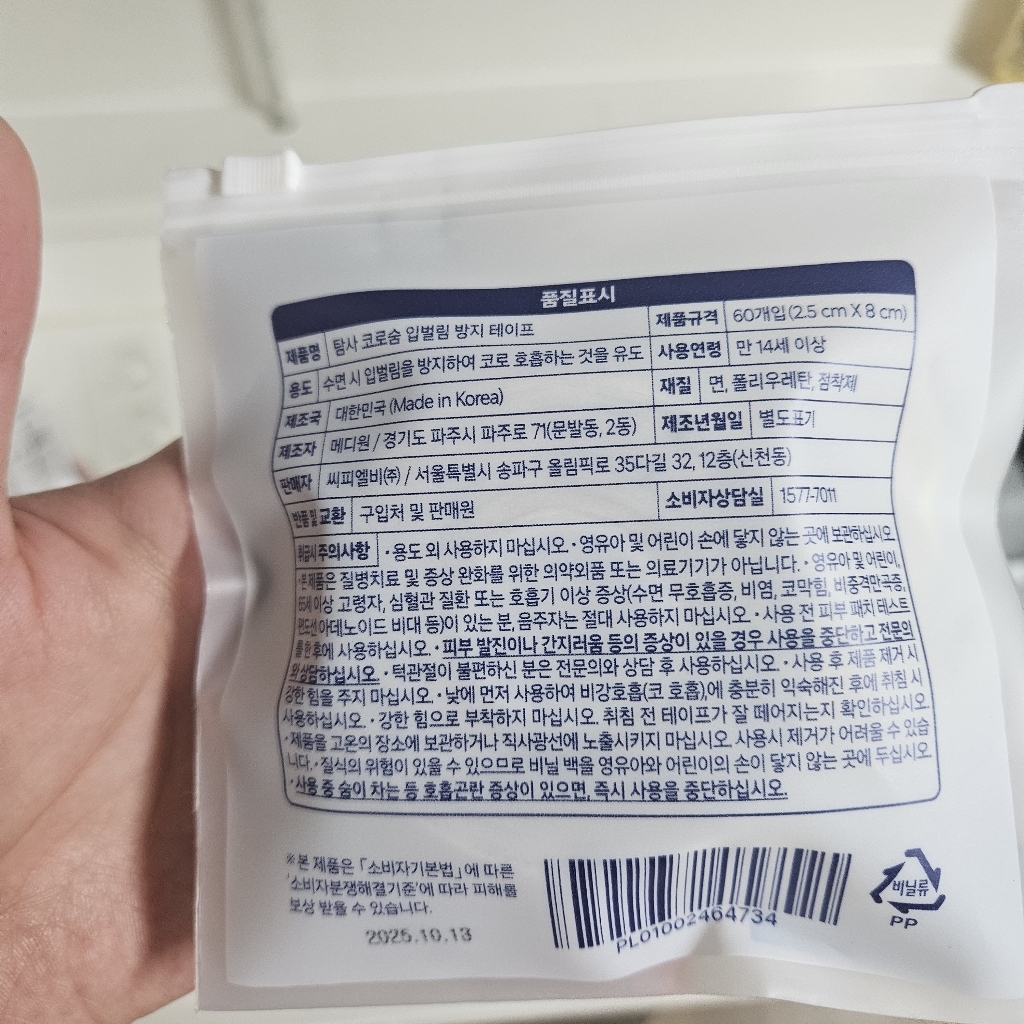 품질표시
제품명 탐사 코로숨 입벌림 방지 테이프 제품규격 60개입(2.5 cm X 8 cm)
용도 수면 시 입벌림을 방지하여 코로 호흡하는 것을 유도 사용연령 만 14세 이상
제조국 대한민국 (Made in Korea) 재질 면, 폴리우레탄, 점착제
제조자 메디원 / 경기도 파주시 파주로 71(문발동, 2동) 제조년월일 별도표기
판매자 씨피엘비㈜ / 서울특별시 송파구 올림픽로 35다길 32, 12층(신천동)
반품 및 교환 구입처 및 판매원 소비자상담실 1577-7011
취급시 주의사항 • 용도 외 사용하지 마십시오. • 영유아 및 어린이 손에 닿지 않는 곳에 보관하십시오.
• 본 제품은 질병치료 및 증상 완화를 위한 의약외품 또는 의료기기가 아닙니다. • 영유아 및 어린이,
65세 이상 고령자, 심혈관 질환 또는 호흡기 이상 증상(수면 무호흡증, 비염, 코막힘, 비중격만곡증,
편도선 아데노이드 비대 등)이 있는 분, 음주자는 절대 사용하지 마십시오. • 사용 전 피부 패치 테스트
를 한 후에 사용하십시오. • 피부 발진이나 간지러움 등의 증상이 있을 경우 사용을 중단하고 전문의
와 상담하십시오. • 턱관절이 불편하신 분은 전문의와 상담 후 사용하십시오. • 사용 후 제품 제거 시
강한 힘을 주지 마십시오. • 낮에 먼저 사용하여 비강호흡(코 호흡)에 충분히 익숙해진 후에 취침 시
사용하십시오. • 강한 힘으로 부착하지 마십시오. 취침 전 테이프가 잘 떼어지는지 확인하십시오.
• 제품을 고온의 장소에 보관하거나 직사광선에 노출시키지 마십시오. 사용시 제거가 어려울 수 있습
니다. • 질식의 위험이 있을 수 있으므로 비닐 백을 영유아와 어린이의 손이 닿지 않는 곳에 두십시오.
• 사용 중 숨이 차는 등 호흡곤란 증상이 있으면, 즉시 사용을 중단하십시오.
※ 본 제품은 「소비자기본법」에 따른
'소비자분쟁해결기준'에 따라 피해를
보상 받을 수 있습니다.
2025.10.13
PL01002464734
비닐류
PP